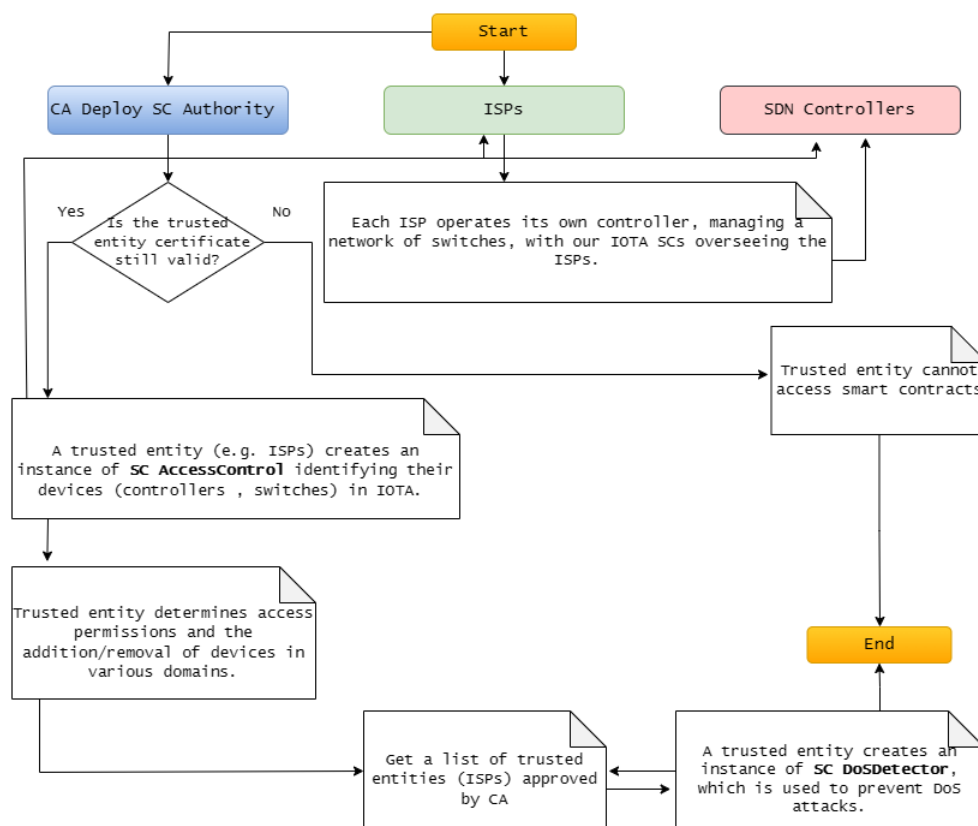 Start
CA Deploy SC Authority
ISPs
SDN Controllers
Yes
No
Is the trusted
entity certificate
still valid?
Each ISP operates its own controller, managing a
network of switches, with our IOTA SCs overseeing the
ISPs.
Trusted entity cannot
access smart contracts
A trusted entity (e.g. ISPs) creates an
instance of SC AccessControl identifying their
devices (controllers , switches) in IOTA.
Trusted entity determines access
permissions and the
addition/removal of devices in
various domains.
End
Get a list of trusted
entities (ISPs) approved
by CA
A trusted entity creates an
instance of SC DoSDetector,
which is used to prevent DoS
attacks.